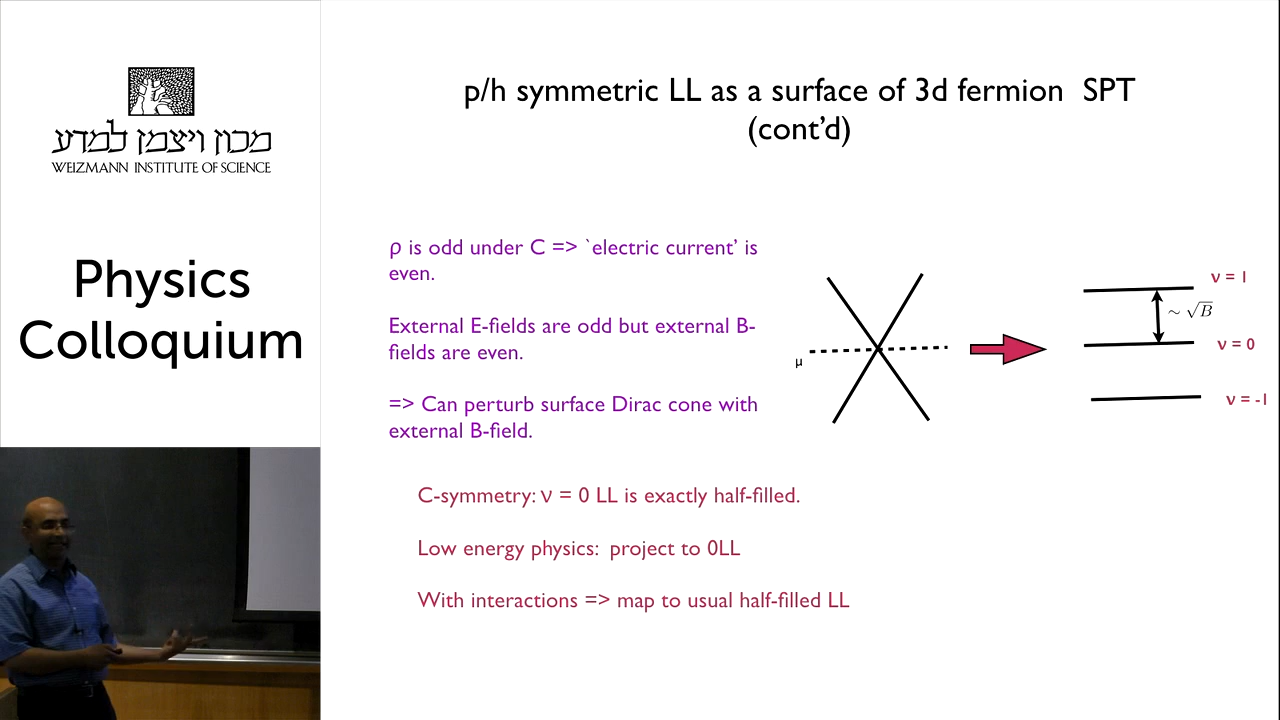 מכון ויצמן למדע
WEIZMANN INSTITUTE OF SCIENCE
Physics
Colloquium
p/h symmetric LL as a surface of 3d fermion SPT
(cont'd)
ρ is odd under C => `electric current' is
even.
External E-fields are odd but external B-
fields are even.
=> Can perturb surface Dirac cone with
external B-field.
μ
ν = 1
~ √B
ν = 0
ν = -1
C-symmetry: ν = 0 LL is exactly half-filled.
Low energy physics: project to 0LL
With interactions => map to usual half-filled LL